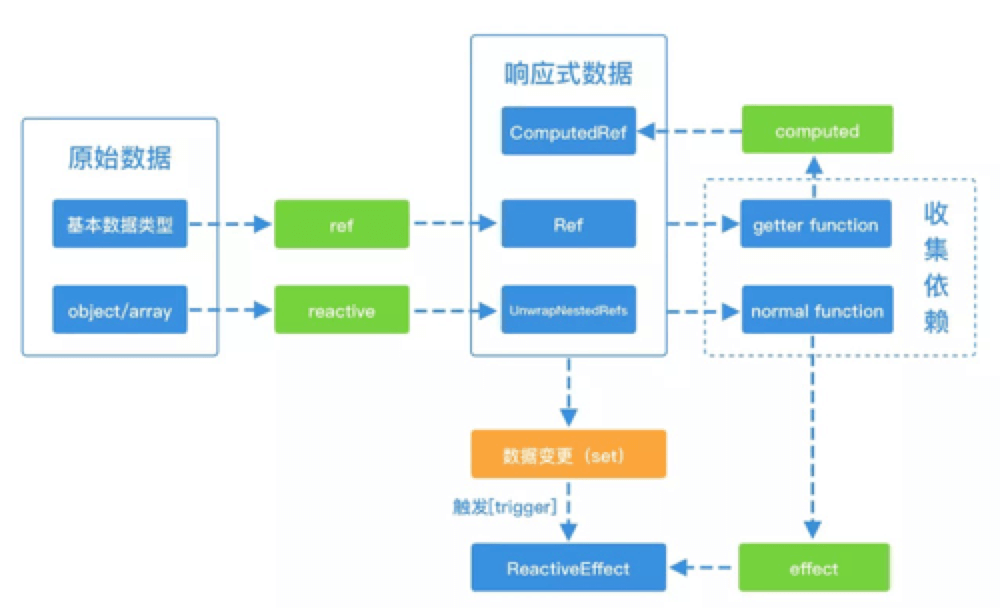 响应式数据
ComputedRef
computed
原始数据
基本数据类型
ref
Ref
getter function
收集依赖
object/array
reactive
UnwrapNestedRefs
normal function
数据变更（set）
触发[trigger]
ReactiveEffect
effect